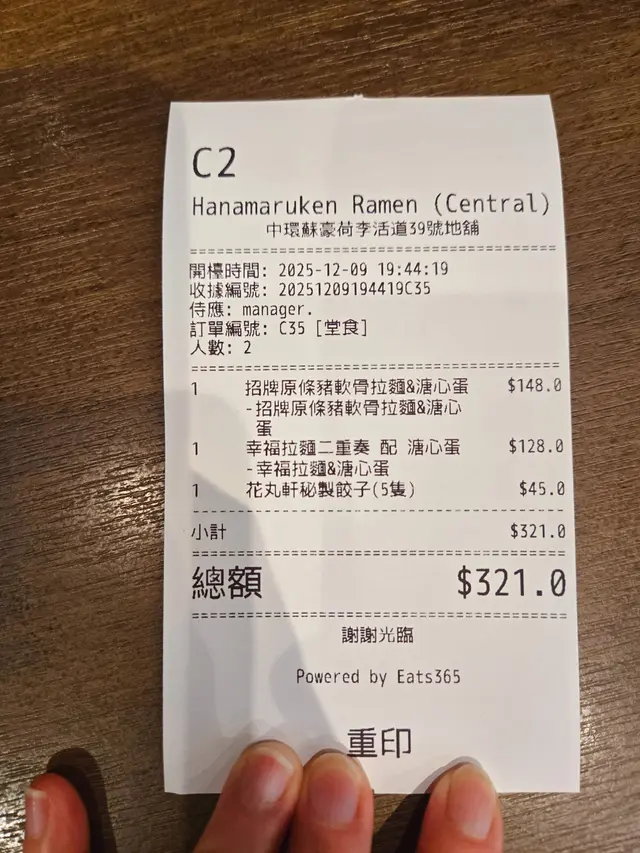 C2
Hanamaruken Ramen (Central)
中環蘇豪荷李活道39號地舖
開檯時間: 2025-12-09 19:44:19
收據編號: 20251209194419C35
侍應: manager.
訂單編號: C35 [堂食]
人數: 2
1 招牌原條豬軟骨拉麵&溏心蛋 $148.0
-招牌原條豬軟骨拉麵&溏心
蛋
1 幸福拉麵二重奏 配 溏心蛋 $128.0
-幸福拉麵&溏心蛋
1 花丸軒秘製餃子(5隻) $45.0
小計 $321.0
總額 $321.0
謝謝光臨
Powered by Eats365
重印